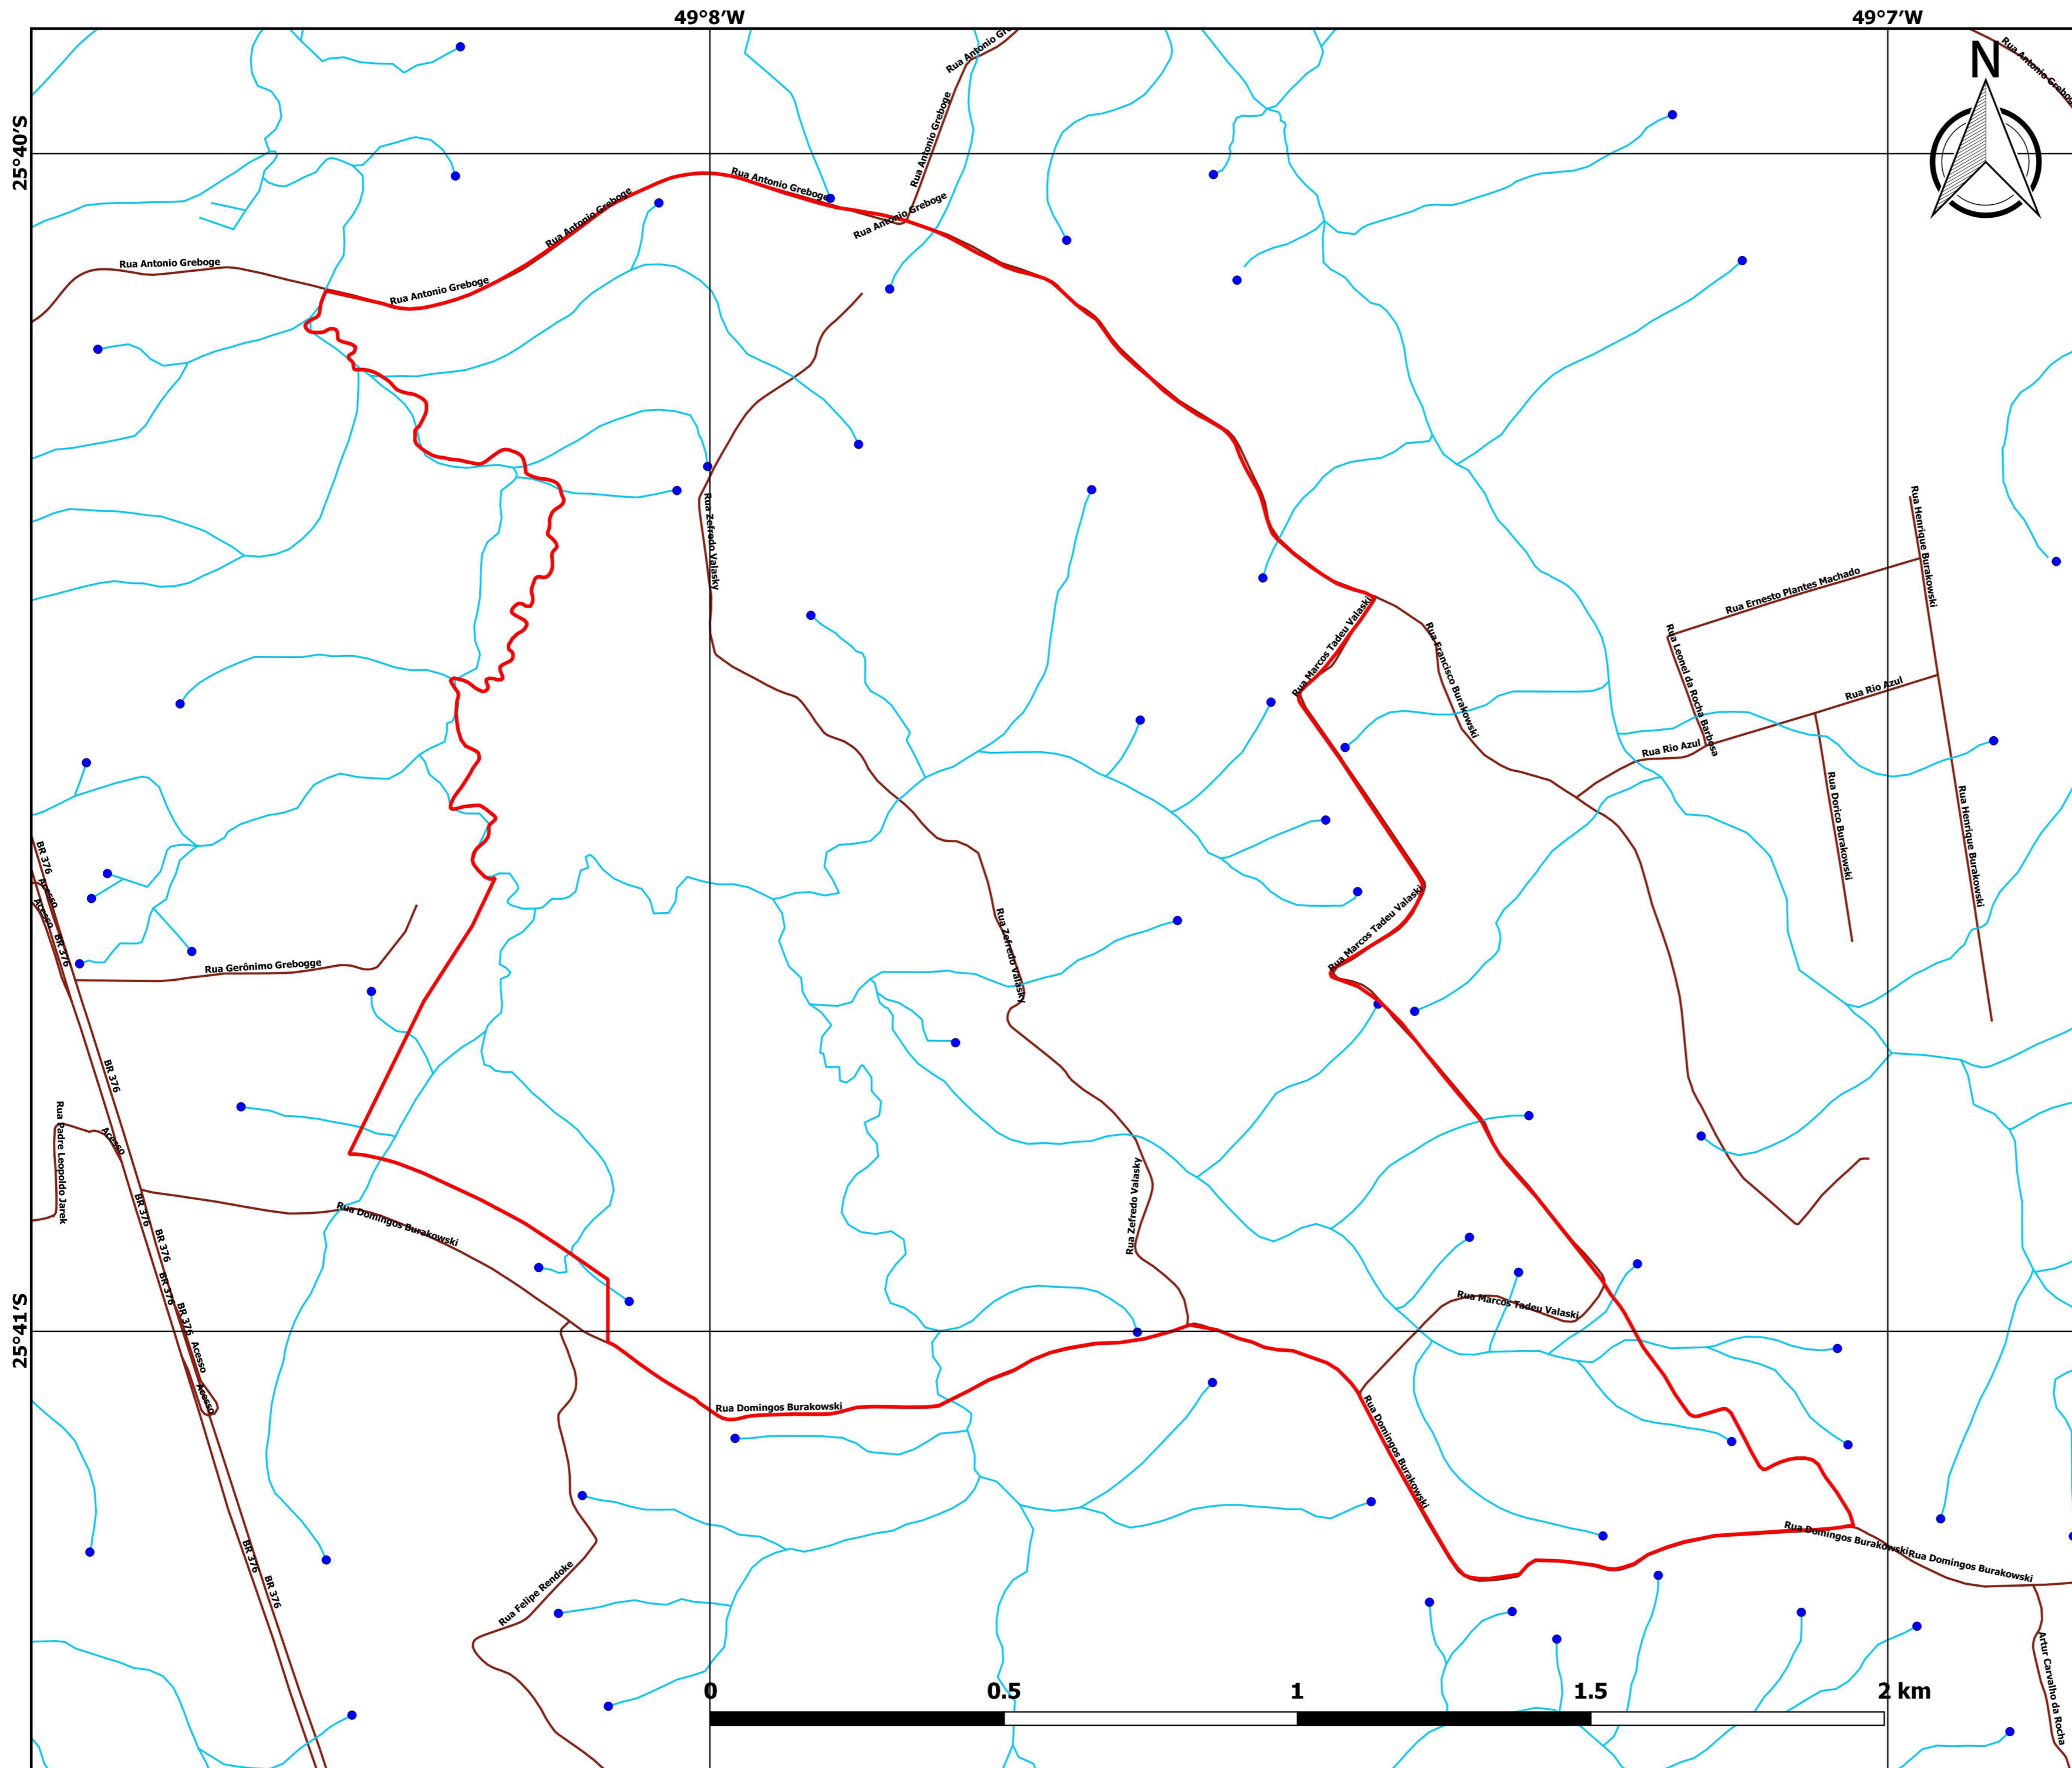 49°8'W
49°7'W
25°40'S
N
Rua Antonio Gre
Rua Antonio Greboge
Rua Antonio Grebog
Rua Antonio Greboge
Rua Antonio Greboge
Rua Antonio Greboge
Rua Antonio Greboge
Rua Antonio Greboge
Rua Zefredo Valasky
Rua Henrique Burakowski
Rua Ernesto Plantes Machado
Rua Marcos Tadeu Valaski
Rua Francisco Burakowski
Rua Leonel da Rocha Barbosa
Rua Rio Azul
Rua Rio Azul
Rua Dorico Burakowski
Rua Henrique Burakowski
BR 376
Acesso
Acesso
BR 376
Rua Marcos Tadeu Valaski
Rua Zefredo Valasky
Rua Gerônimo Grebogge
BR 376
Rua Padre Leopoldo Jarek
Acesso
Rua Zefredo Valasky
BR 376
Rua Domingos Burakowski
BR 376
BR 376
BR 376
25°41'S
Rua Marcos Tadeu Valaski
Acesso
Acesso
Rua Domingos Burakowski
Rua Domingos Burakowski
BR 376
BR 376
Rua Domingos Burakowski
Rua Domingos Burakowski
Rua Felipe Rendoke
Artur Carvalho da Rocha
0
0.5
1
1.5
2 km